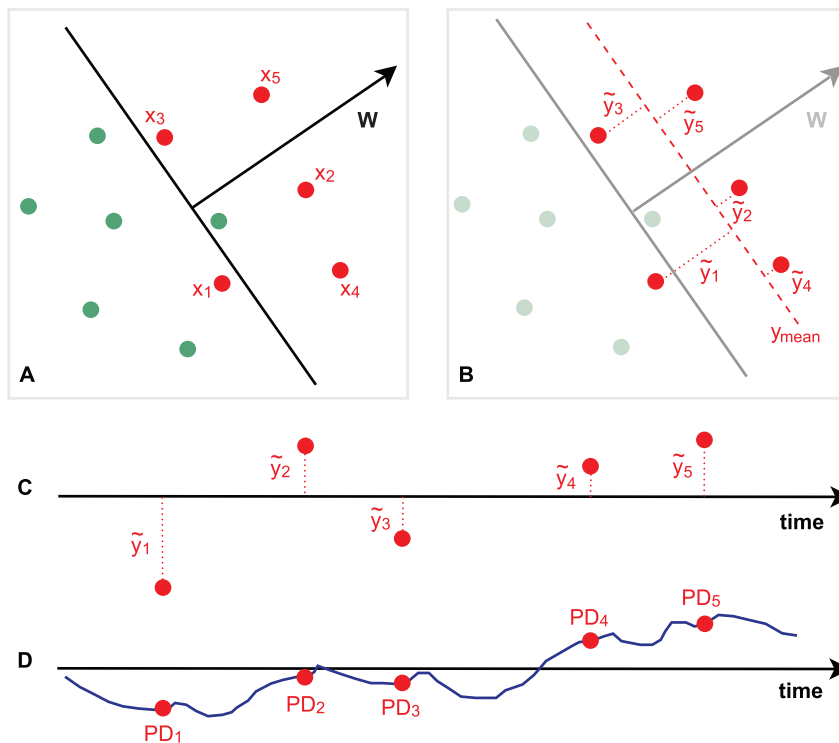 x5
x3
W
x2
x1
x4
A
ỹ3
ỹ5
W
ỹ2
ỹ1
ỹ4
ymean
B
C
ỹ1
ỹ2
ỹ3
ỹ4
ỹ5
time
D
PD1
PD2
PD3
PD4
PD5
time